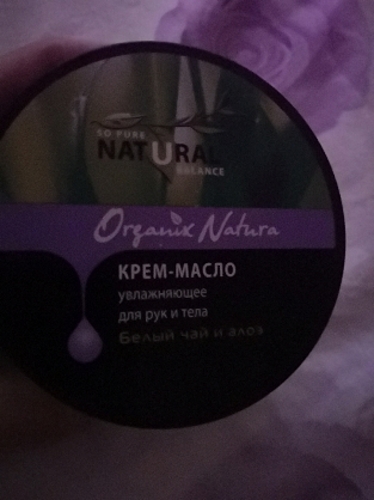 SO PURE
NATURAL
BALANCE
Organix Natura
КРЕМ-МАСЛО
увлажняющее
для рук и тела
Белый чай и алоэ